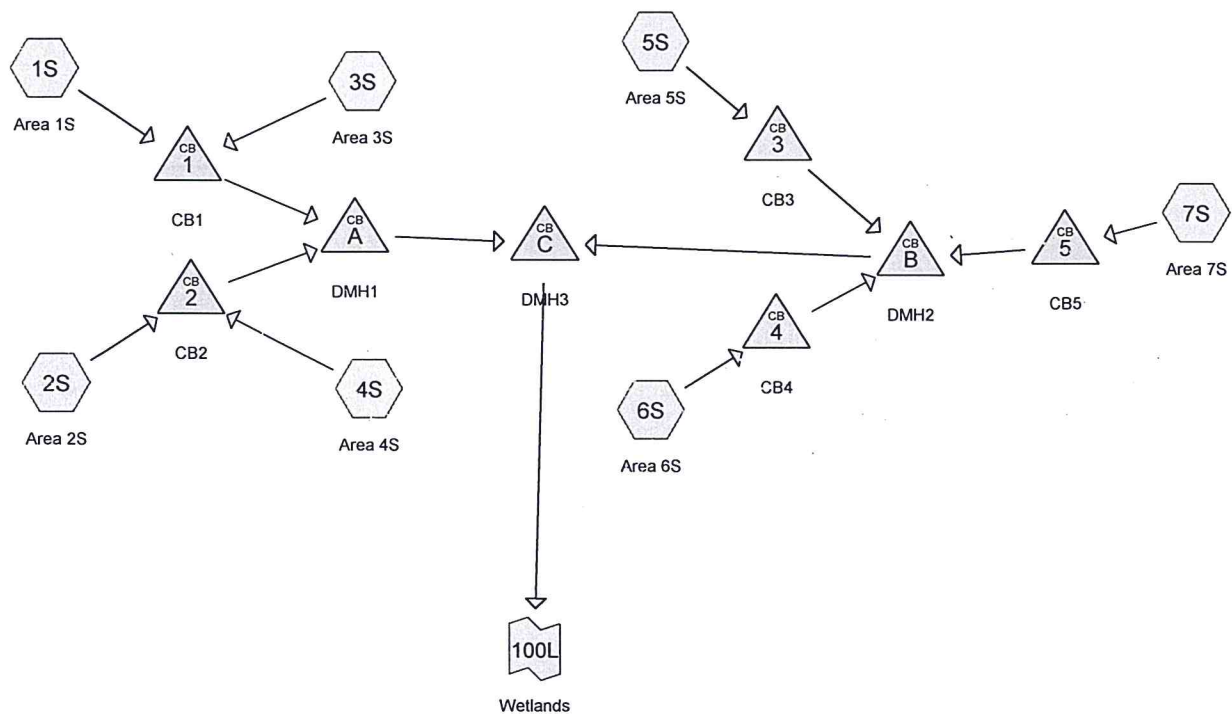 1S
Area 1S
3S
Area 3S
CB
1
CB1
CB
A
DMH1
CB
2
CB2
2S
Area 2S
4S
Area 4S
CB
C
DMH3
5S
Area 5S
CB
3
CB3
CB
B
DMH2
CB
4
CB4
6S
Area 6S
CB
5
CB5
7S
Area 7S
100L
Wetlands